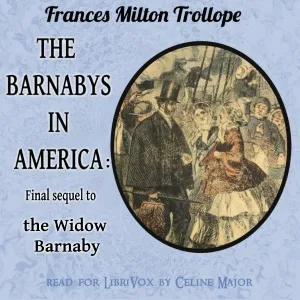 Frances Milton Trollope
THE
BARNABYS
IN
AMERICA:
Final sequel to
the Widow
Barnaby
READ FOR LIBRIVOX BY CELINE MAJOR